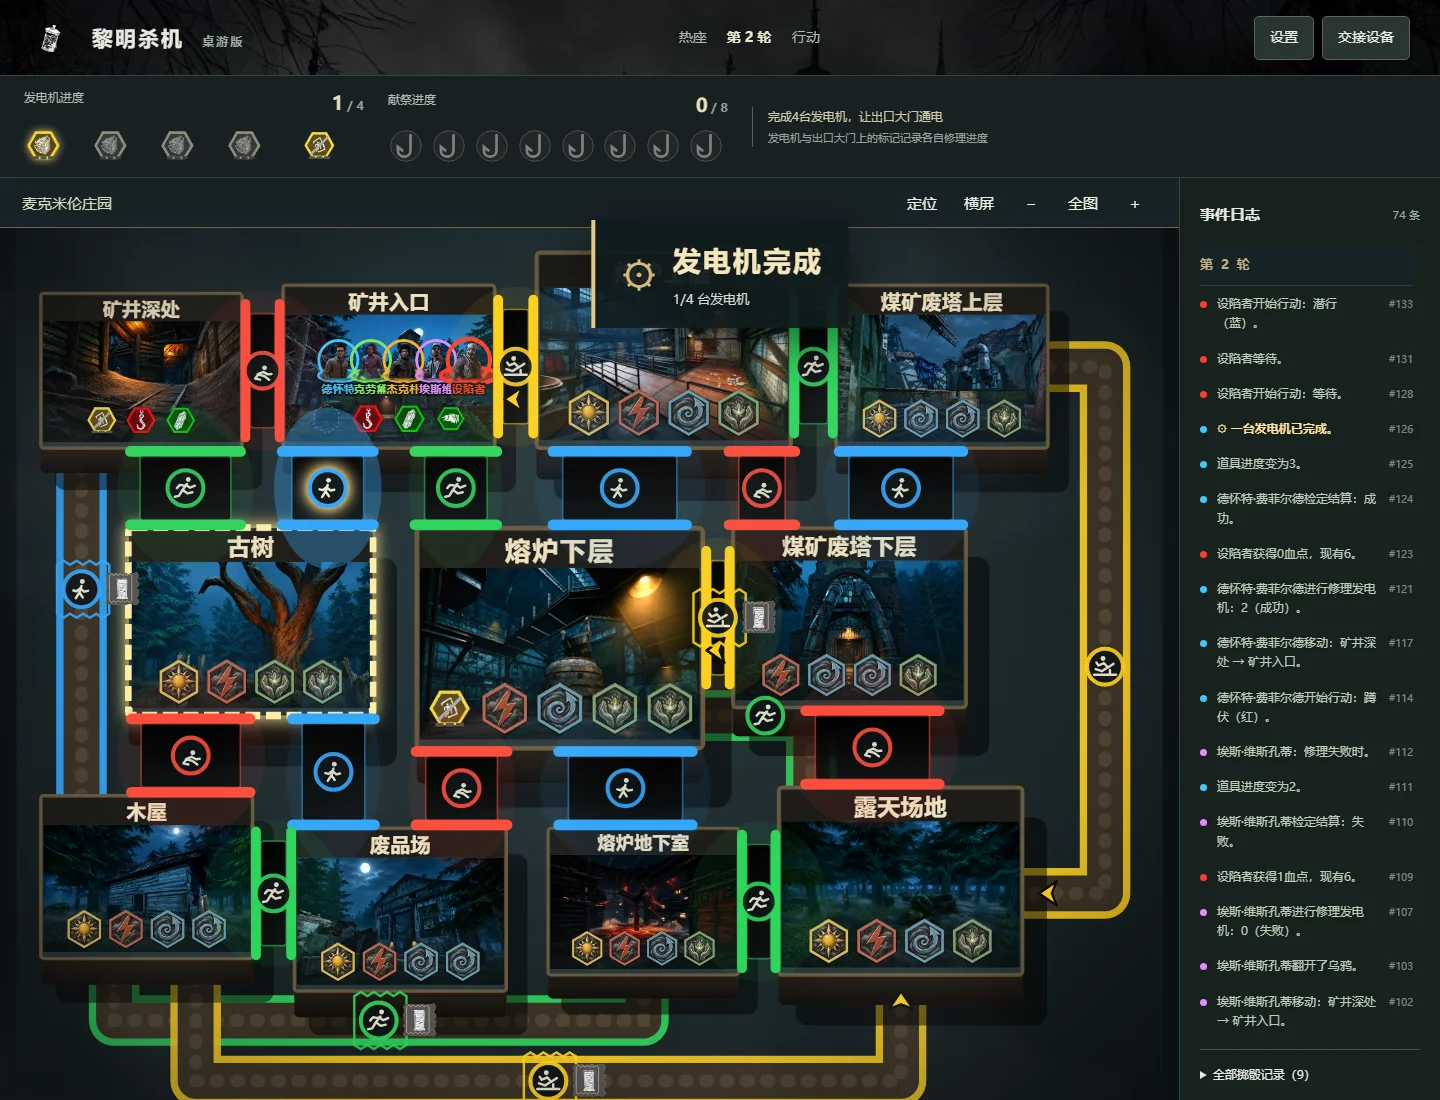 黎明杀机 桌游版
热座 第 2 轮 行动
设置 交接设备
发电机进度 1 / 4
献祭进度 0 / 8
完成4台发电机，让出口大门通电
发电机与出口大门上的标记记录各自修理进度
麦克米伦庄园
定位 横屏 − 全图 +
发电机完成
1/4 台发电机
矿井深处
矿井入口
煤矿废塔上层
德怀特 克劳黛 杰克朴 埃斯维 设陷者
古树
熔炉下层
煤矿废塔下层
木屋
废品场
熔炉地下室
露天场地
事件日志 74 条
第 2 轮
设陷者开始行动：潜行 #133
（蓝）。
设陷者等待。 #131
设陷者开始行动：等待。 #128
一台发电机已完成。 #126
道具进度变为3。 #125
德怀特·费菲尔德检定结算：成 #124
功。
设陷者获得0血点，现有6。 #123
德怀特·费菲尔德进行修理发电 #121
机：2（成功）。
德怀特·费菲尔德移动：矿井深 #117
处 → 矿井入口。
德怀特·费菲尔德开始行动：蹲 #114
伏（红）。
埃斯·维斯孔蒂：修理失败时。 #112
道具进度变为2。 #111
埃斯·维斯孔蒂检定结算：失 #110
败。
设陷者获得1血点，现有6。 #109
埃斯·维斯孔蒂进行修理发电 #107
机：0（失败）。
埃斯·维斯孔蒂翻开了乌鸦。 #103
埃斯·维斯孔蒂移动：矿井深处 #102
→ 矿井入口。
全部掷骰记录（9）